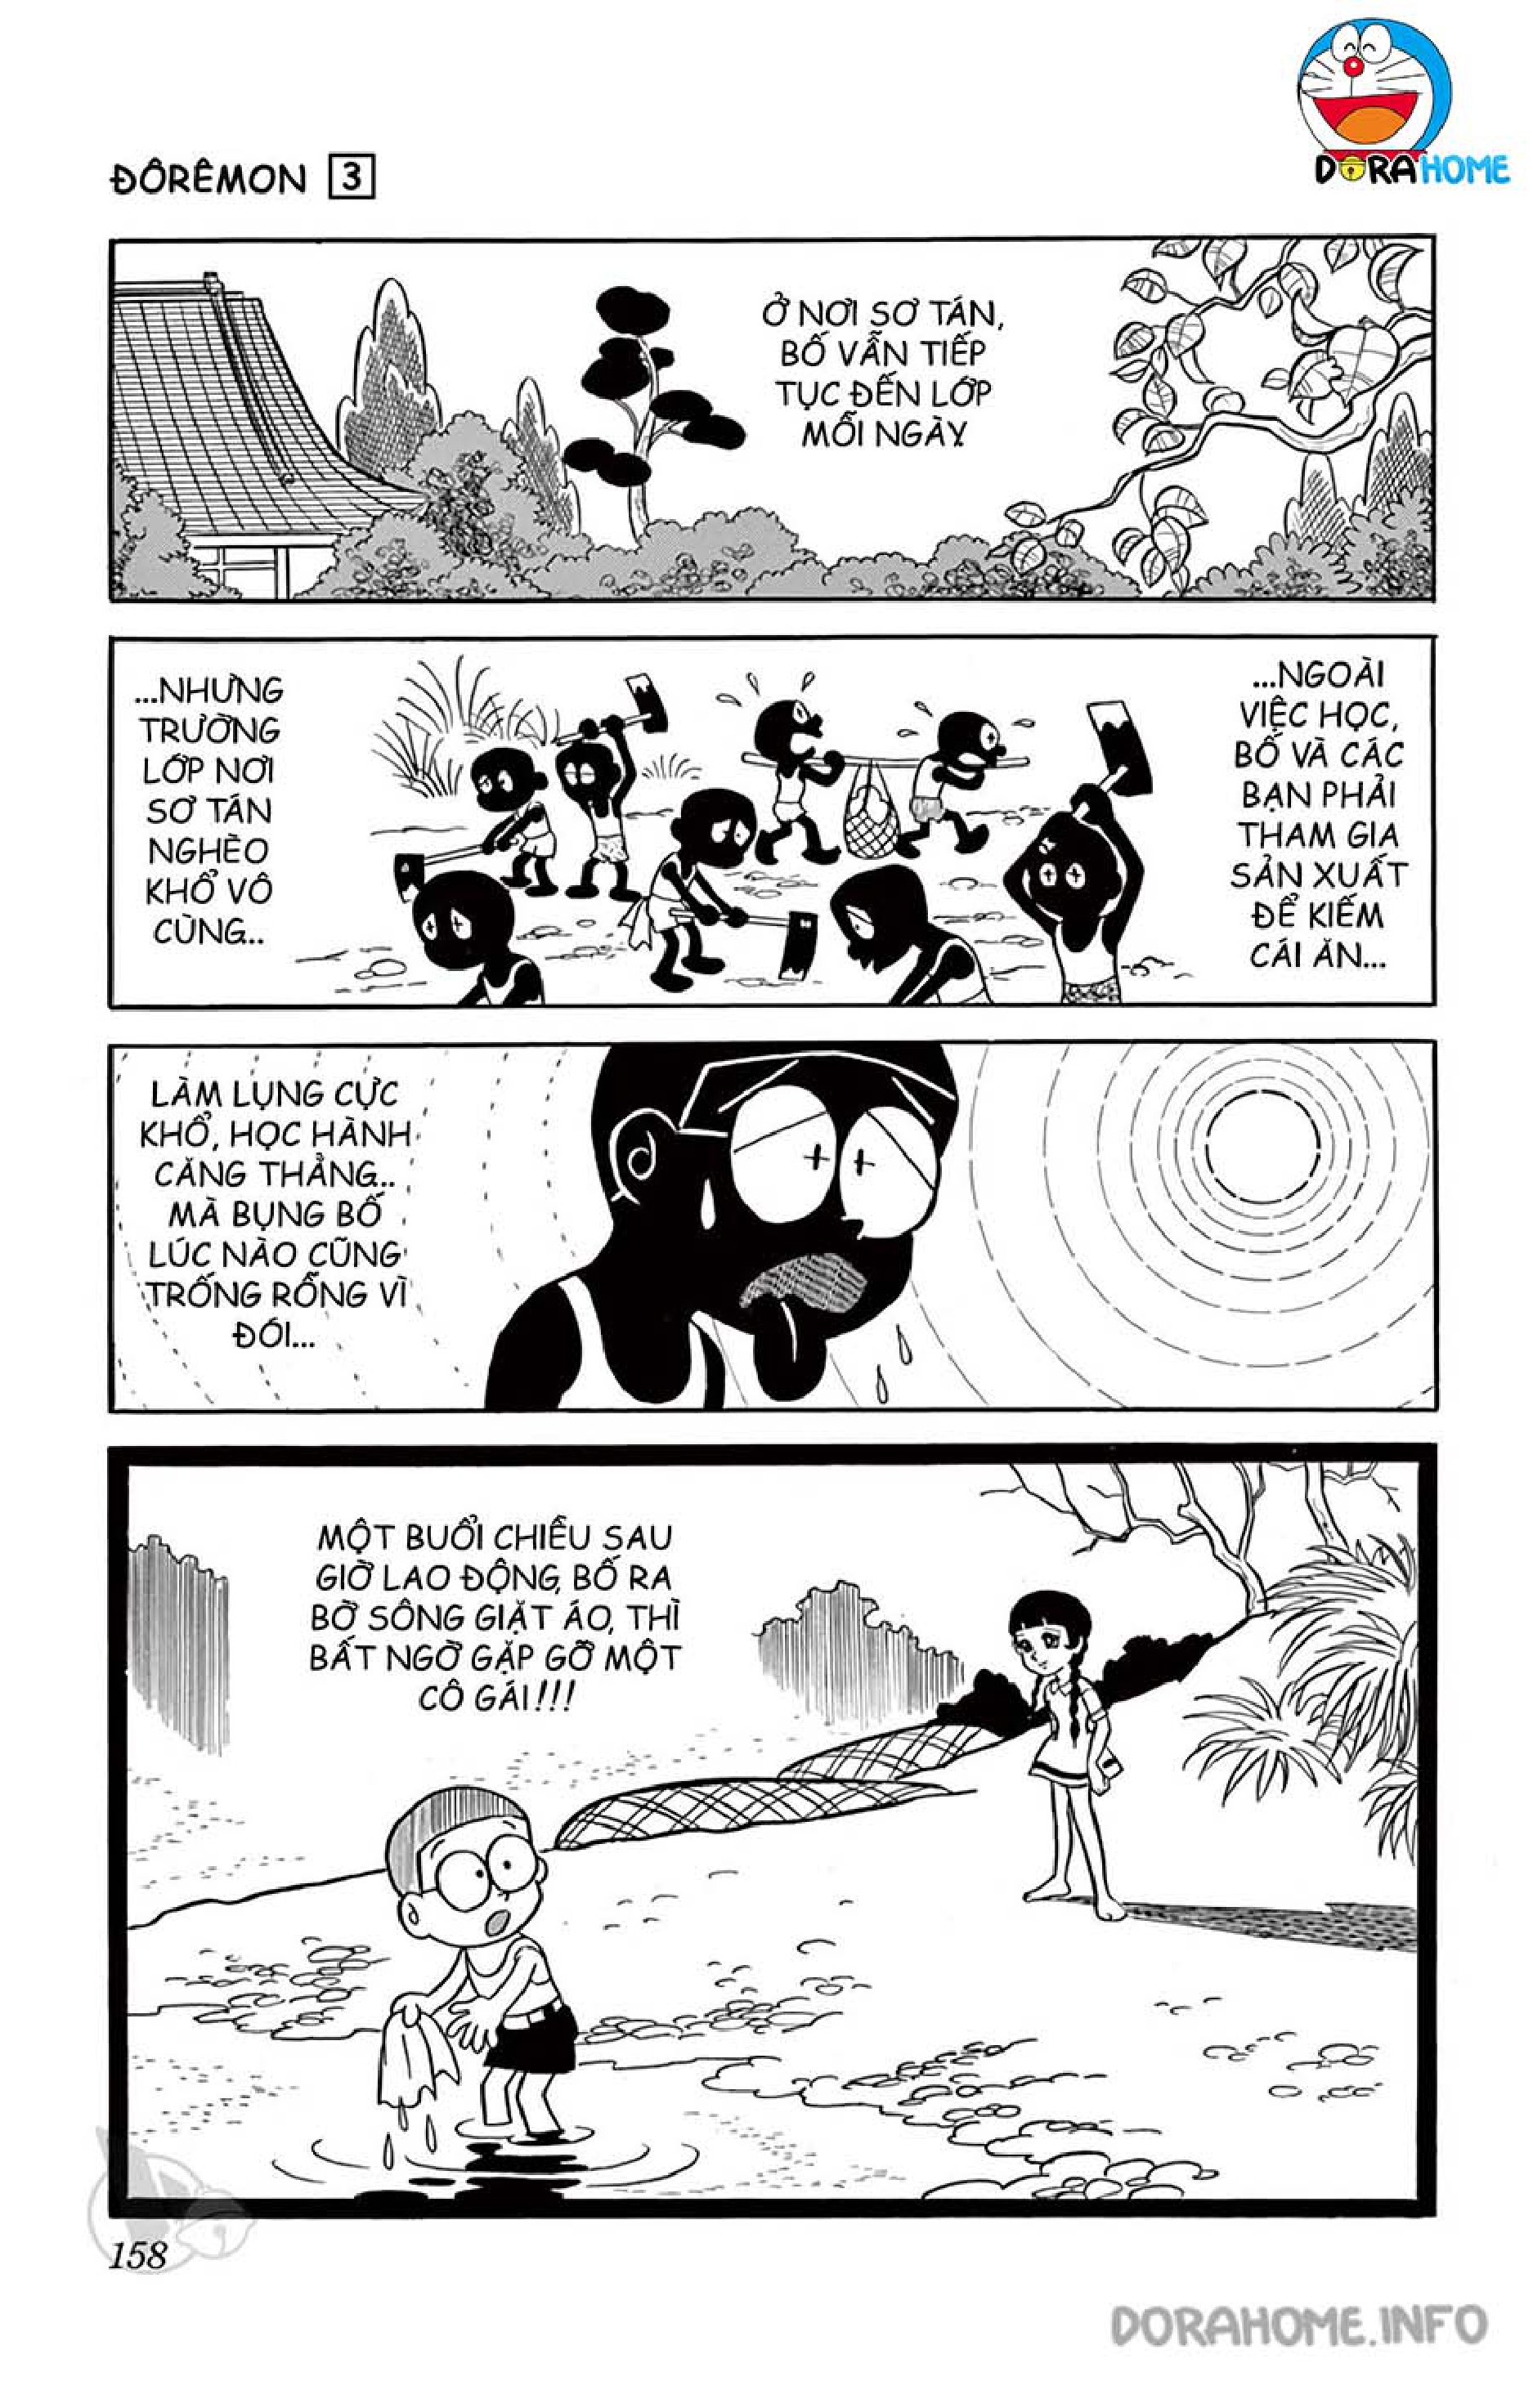 DORAHOME
ĐÔRÊMON 3
Ở NƠI SƠ TÁN,
BỐ VẪN TIẾP
TỤC ĐẾN LỚP
MỖI NGÀY.
...NHƯNG
TRƯỜNG
LỚP NƠI
SƠ TÁN
NGHÈO
KHỔ VÔ
CÙNG...
...NGOÀI
VIỆC HỌC,
BỐ VÀ CÁC
BẠN PHẢI
THAM GIA
SẢN XUẤT
ĐỂ KIẾM
CÁI ĂN...
LÀM LỤNG CỰC
KHỔ, HỌC HÀNH
CĂNG THẲNG...
MÀ BỤNG BỐ
LÚC NÀO CŨNG
TRỐNG RỖNG VÌ
ĐÓI...
MỘT BUỔI CHIỀU SAU
GIỜ LAO ĐỘNG, BỐ RA
BỜ SÔNG GIẶT ÁO, THÌ
BẤT NGỜ GẶP GỠ MỘT
CÔ GÁI!!!
158
DORAHOME.INFO